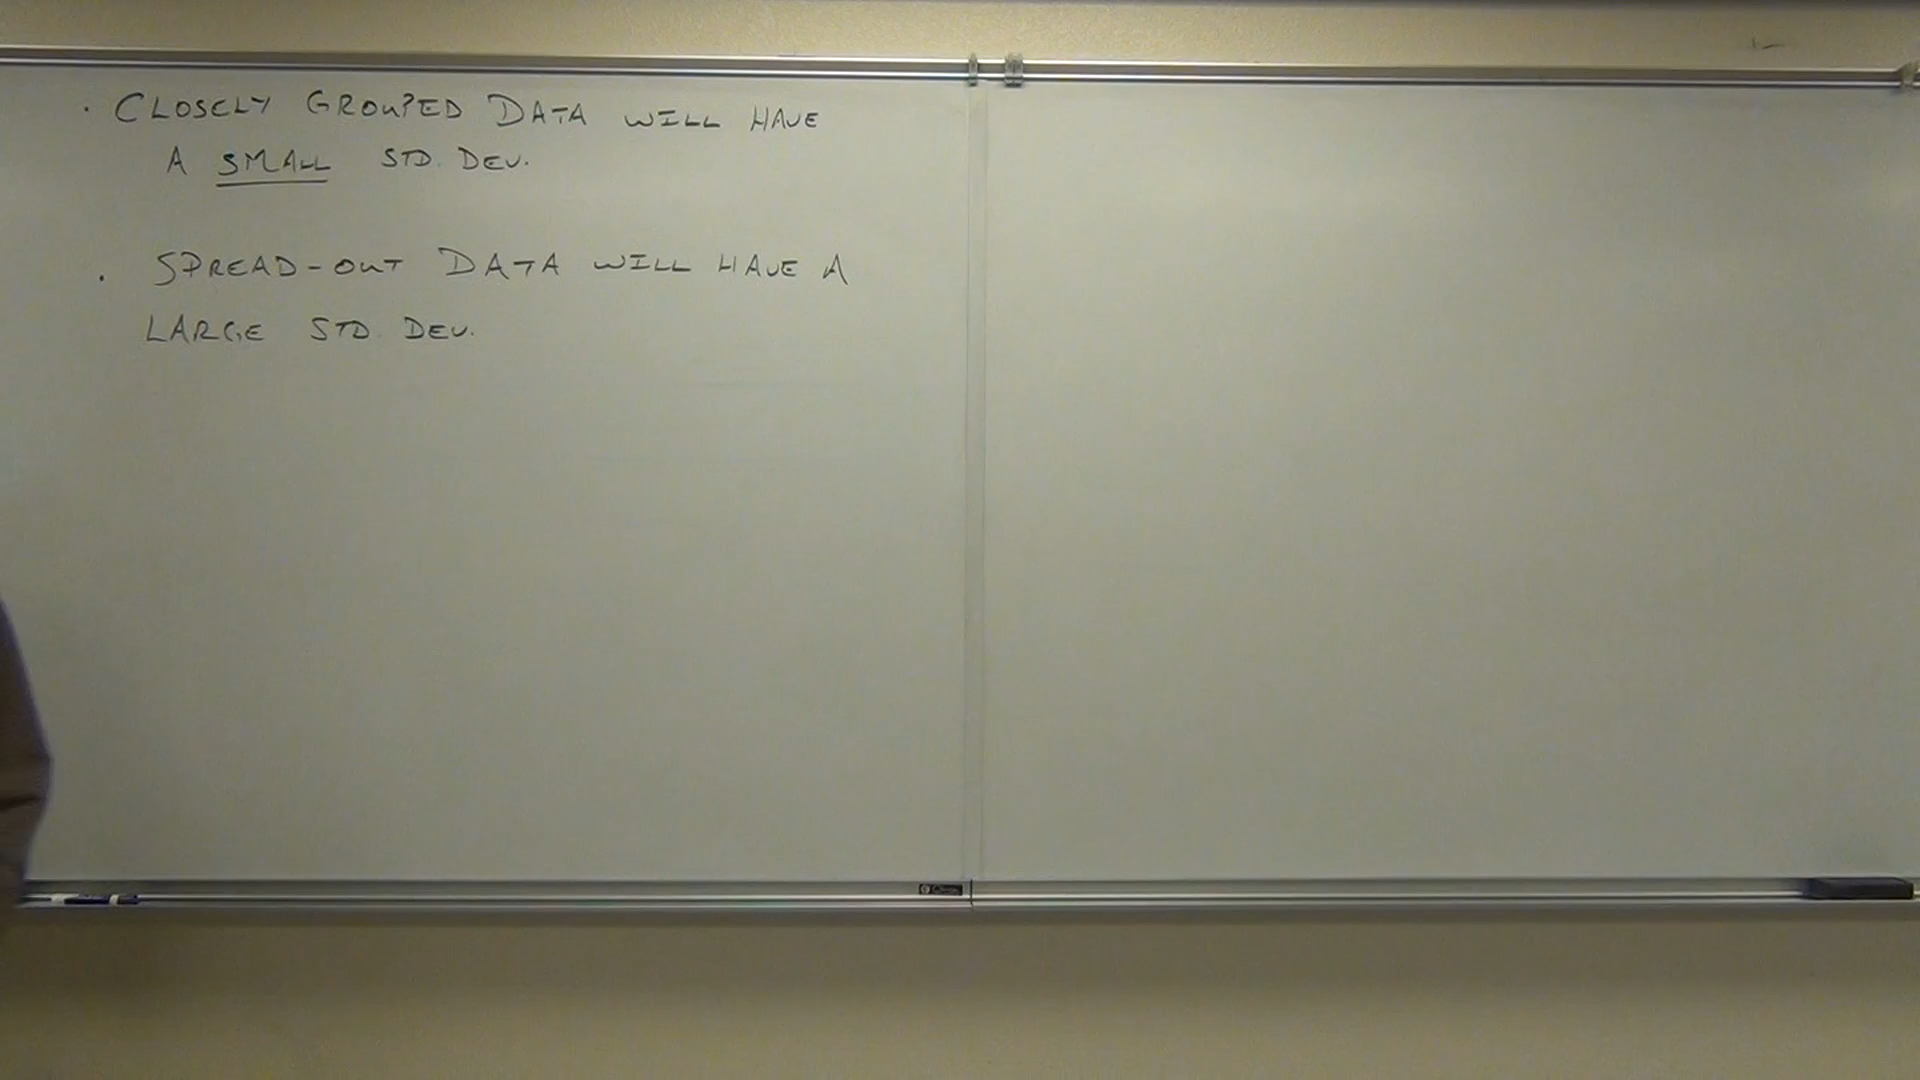 · CLOSELY GROUPED DATA WILL HAVE
A SMALL STD. DEV.
· SPREAD-OUT DATA WILL HAVE A
LARGE STD. DEV.